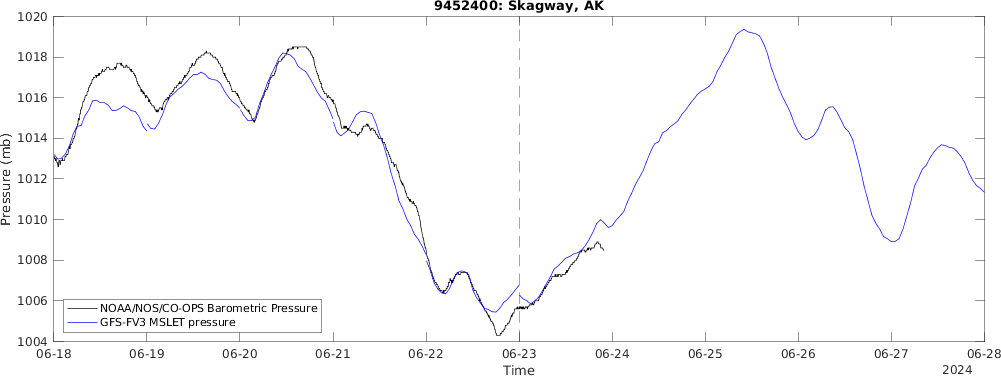 9452400: Skagway, AK
1020
1018
1016
1014
1012
1010
1008
1006
1004
Pressure (mb)
NOAA/NOS/CO-OPS Barometric Pressure
GFS-FV3 MSLET pressure
06-18 06-19 06-20 06-21 06-22 06-23 06-24 06-25 06-26 06-27 06-28
Time
2024